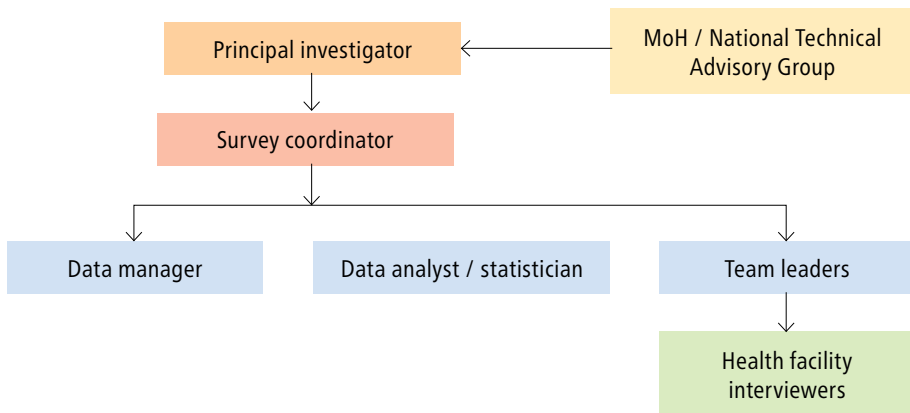 Principal investigator
MoH / National Technical
Advisory Group
Survey coordinator
Data manager
Data analyst / statistician
Team leaders
Health facility
interviewers